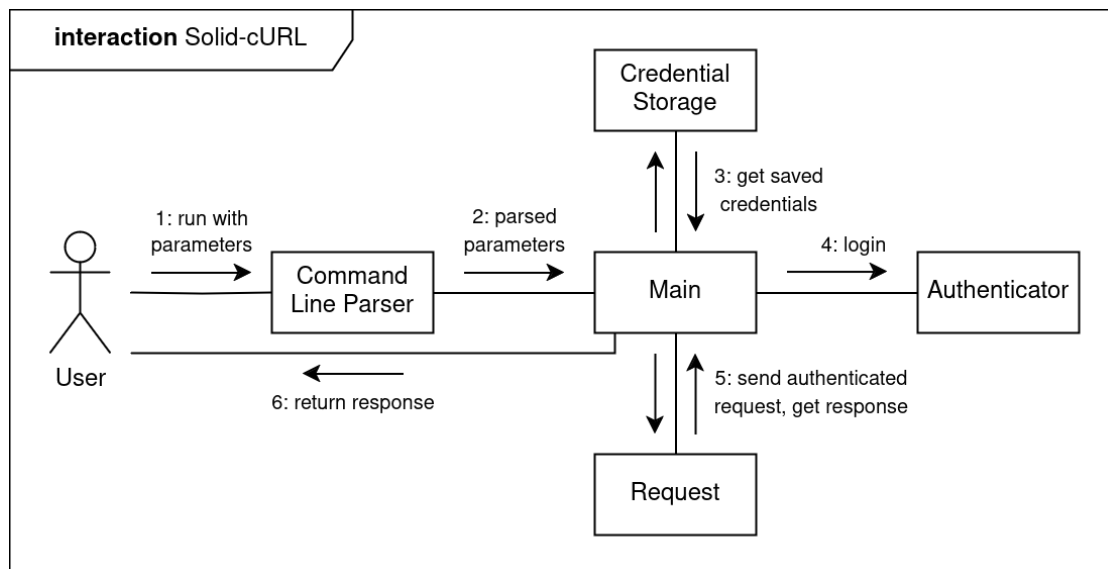 interaction Solid-cURL
Credential
Storage
3: get saved
credentials
1: run with
parameters
2: parsed
parameters
4: login
Command
Line Parser
Main
Authenticator
User
6: return response
5: send authenticated
request, get response
Request